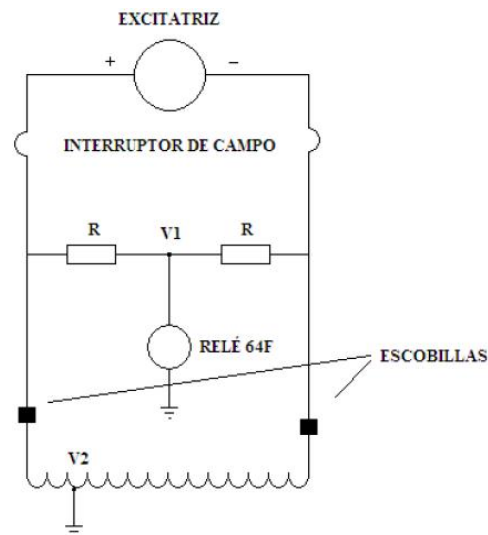 EXCITATRIZ
+ −
INTERRUPTOR DE CAMPO
R V1 R
RELÉ 64F
ESCOBILLAS
V2